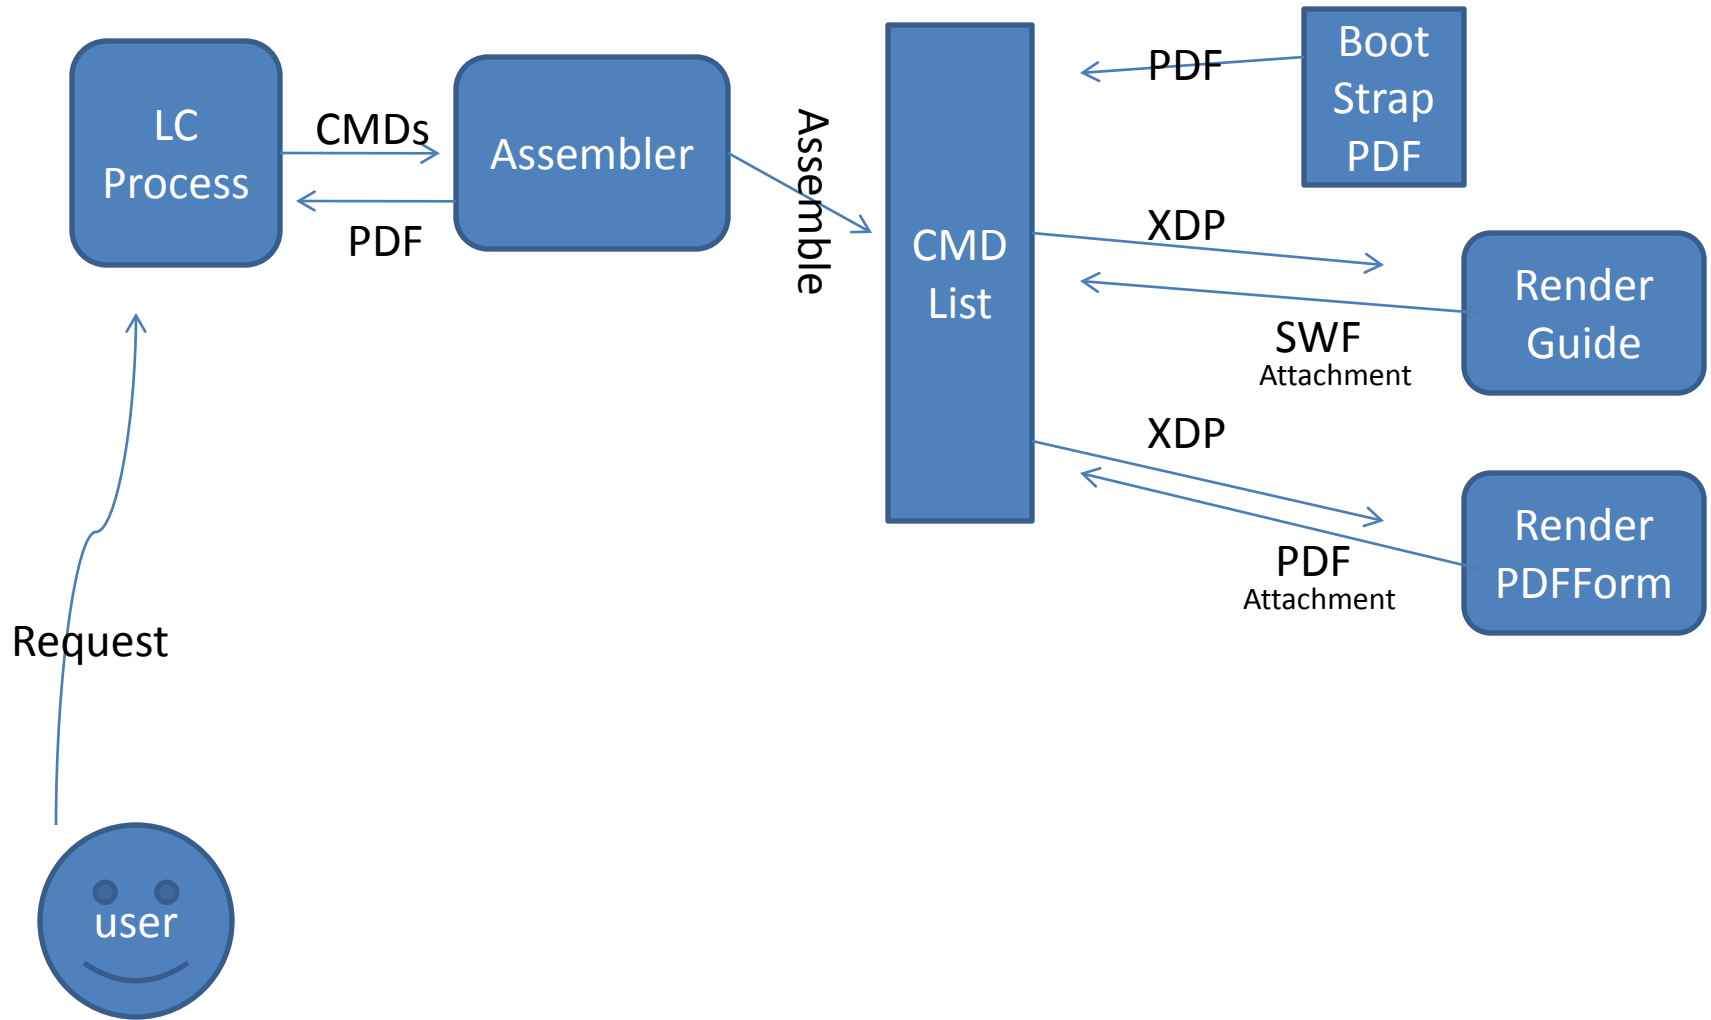 LC
Process
CMDs
PDF
Assembler
Assemble
CMD
List
PDF
Boot
Strap
PDF
XDP
SWF
Attachment
Render
Guide
XDP
PDF
Attachment
Render
PDFForm
Request
user